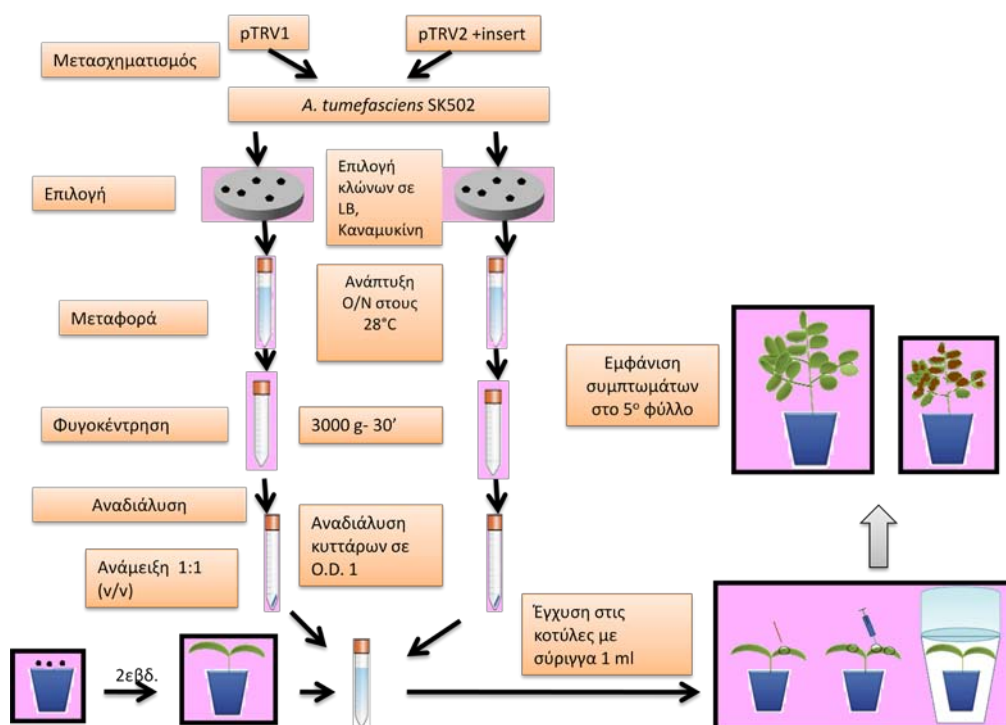 pTRV1
pTRV2 +insert
Μετασχηματισμός
A. tumefasciens SK502
Επιλογή
Επιλογή
κλώνων σε
LB,
Καναμυκίνη
Μεταφορά
Ανάπτυξη
O/N στους
28°C
Φυγοκέντρηση
3000 g- 30’
Εμφάνιση
συμπτωμάτων
στο 5ο φύλλο
Αναδιάλυση
Αναδιάλυση
κυττάρων σε
O.D. 1
Ανάμειξη 1:1
(v/v)
Έγχυση στις
κοτύλες με
σύριγγα 1 ml
2εβδ.